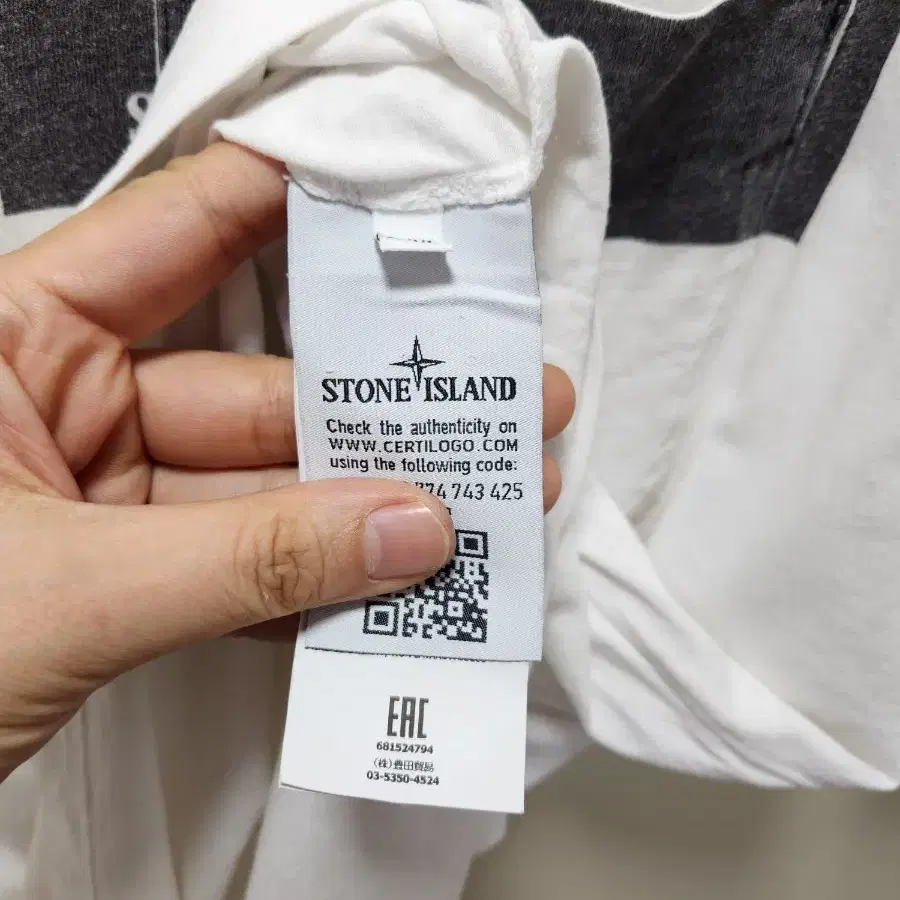 STONE ISLAND
Check the authenticity on
WWW.CERTILOGO.COM
using the following code:
774 743 425
EAC
681524794
(株)豊田貿易
03-5350-4524